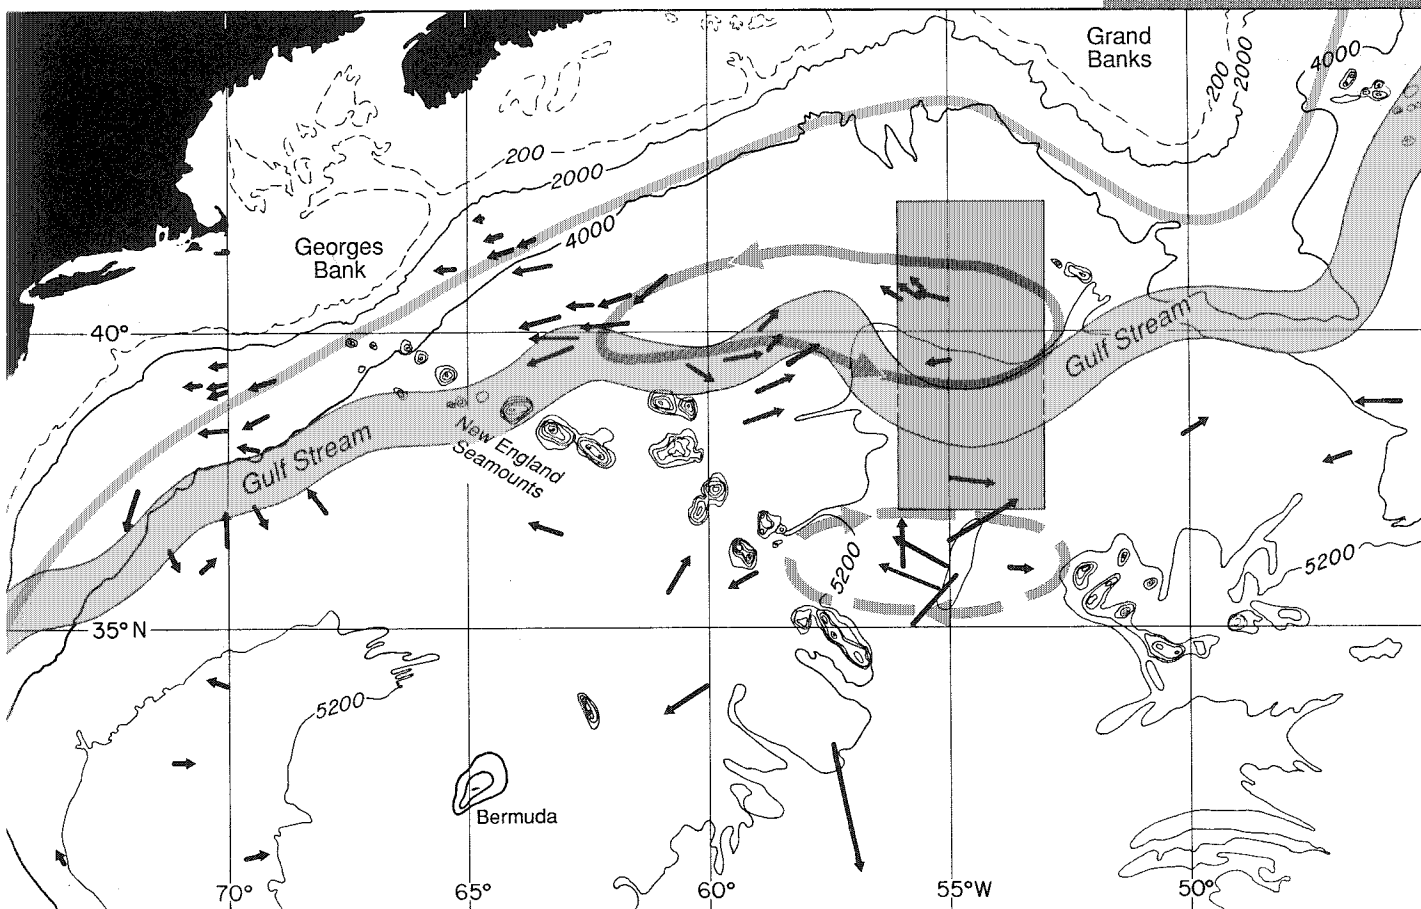 Grand
Banks
4000
200
2000
200
2000
4000
Georges
Bank
40°
Gulf Stream
Gulf Stream
New England
Seamounts
5200
5200
35° N
5200
Bermuda
70°
65°
60°
55°W
50°